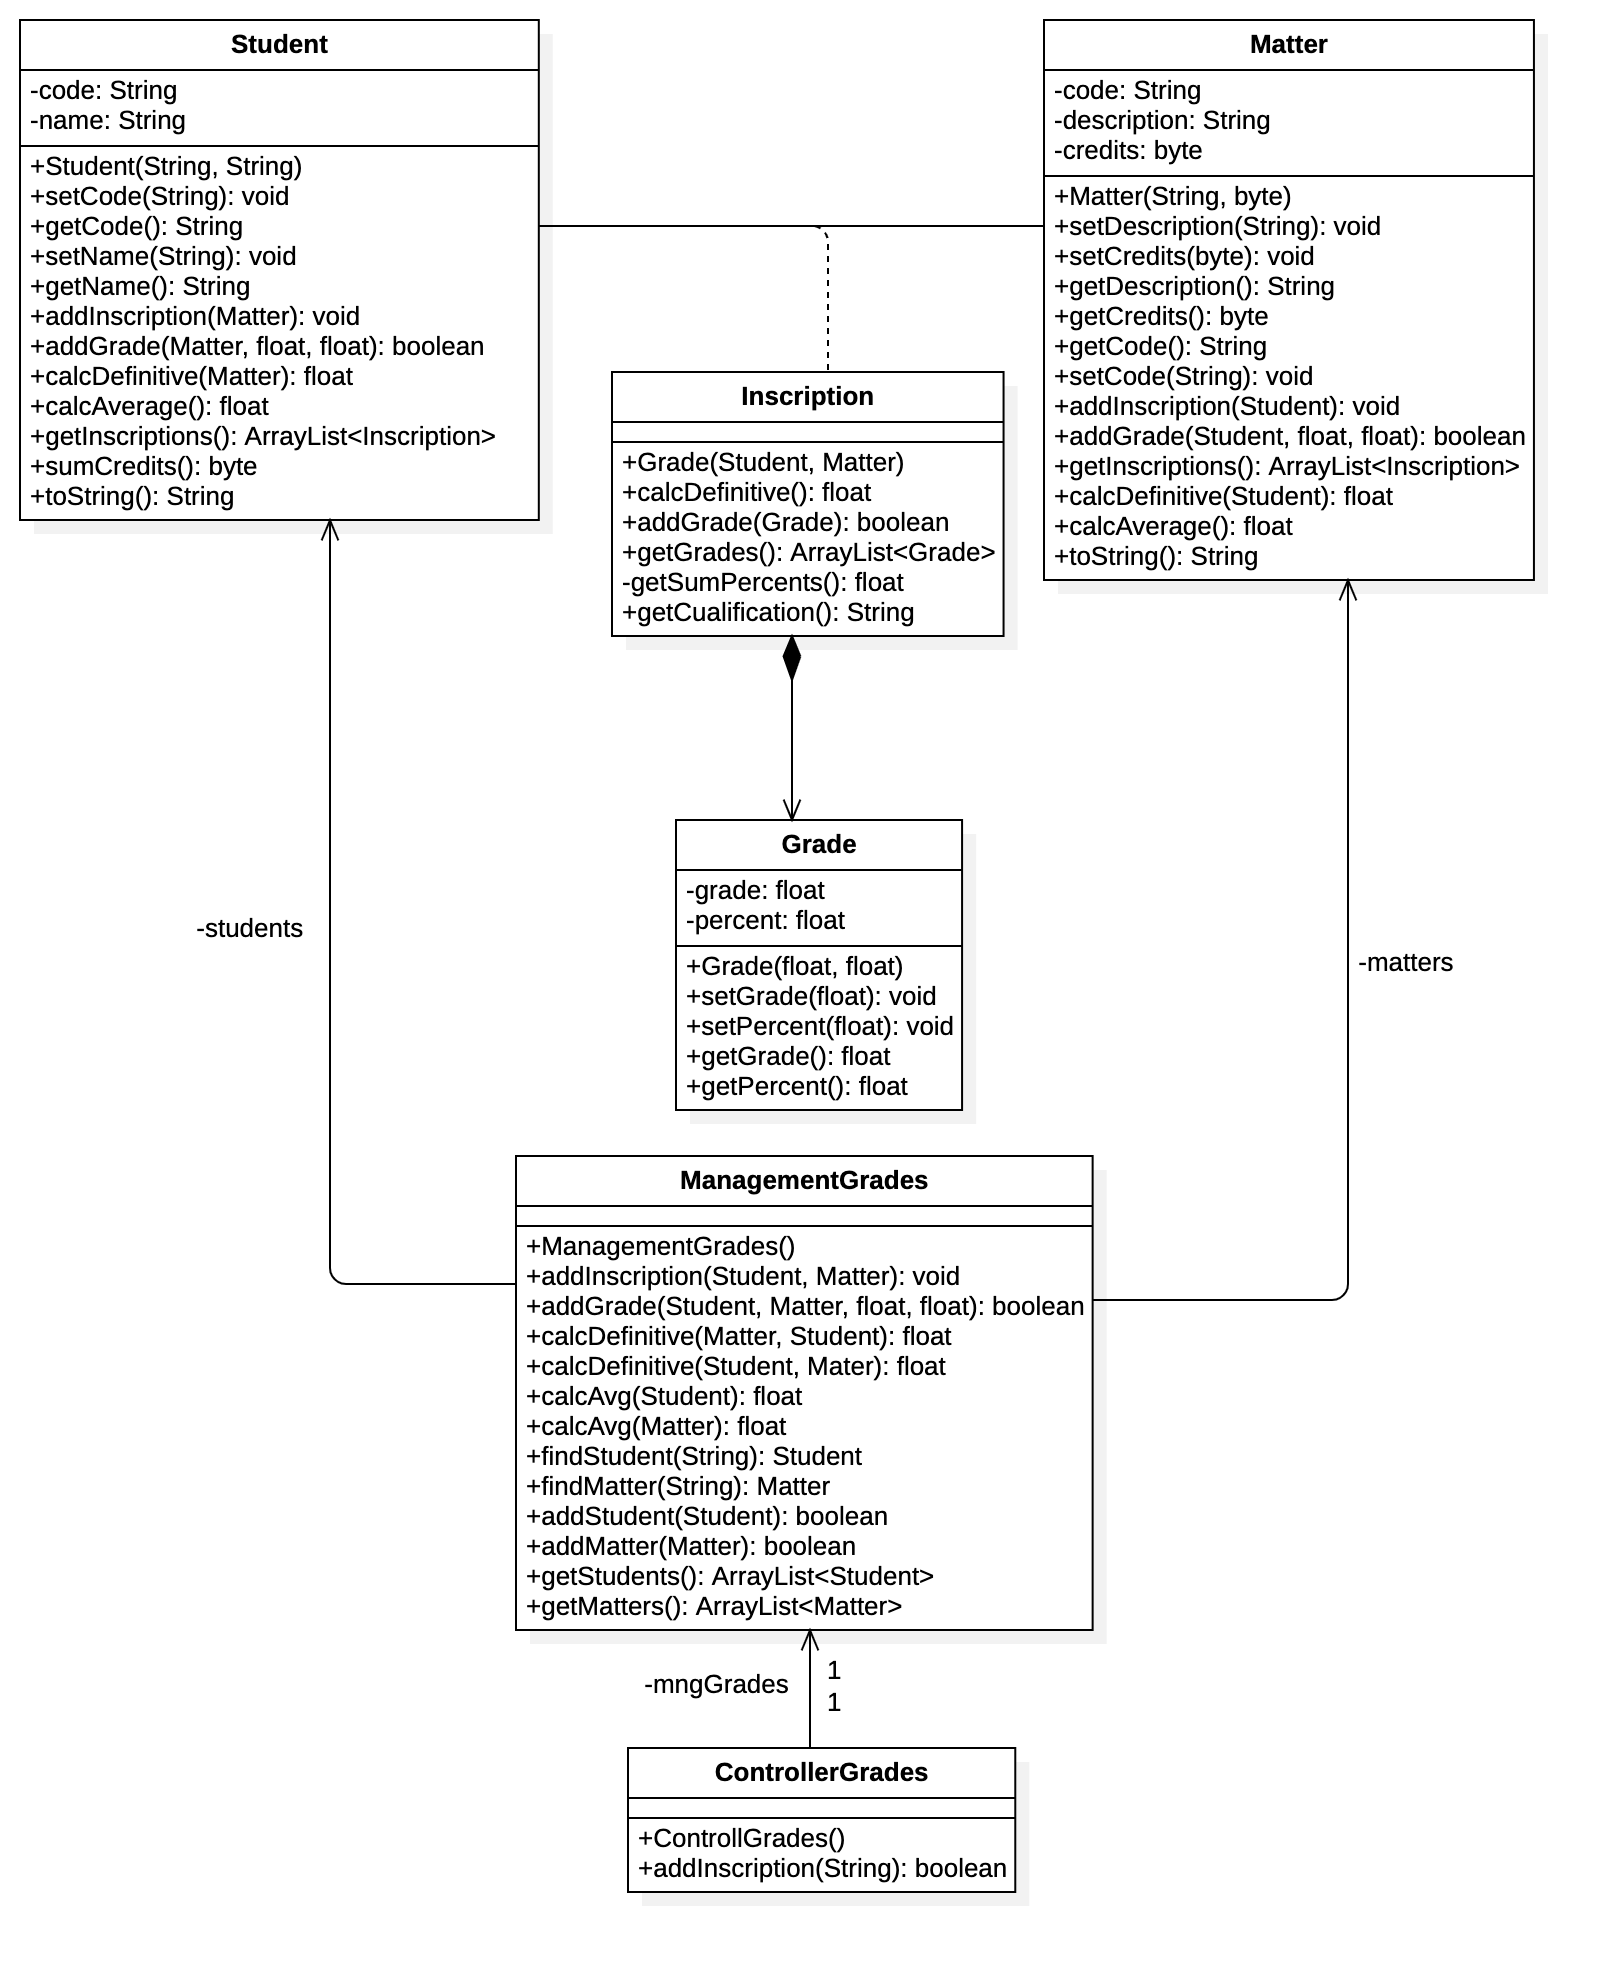 Student
-code: String
-name: String
+Student(String, String)
+setCode(String): void
+getCode(): String
+setName(String): void
+getName(): String
+addInscription(Matter): void
+addGrade(Matter, float, float): boolean
+calcDefinitive(Matter): float
+calcAverage(): float
+getInscriptions(): ArrayList<Inscription>
+sumCredits(): byte
+toString(): String
Matter
-code: String
-description: String
-credits: byte
+Matter(String, byte)
+setDescription(String): void
+setCredits(byte): void
+getDescription(): String
+getCredits(): byte
+getCode(): String
+setCode(String): void
+addInscription(Student): void
+addGrade(Student, float, float): boolean
+getInscriptions(): ArrayList<Inscription>
+calcDefinitive(Student): float
+calcAverage(): float
+toString(): String
Inscription
+Grade(Student, Matter)
+calcDefinitive(): float
+addGrade(Grade): boolean
+getGrades(): ArrayList<Grade>
-getSumPercents(): float
+getCualification(): String
Grade
-grade: float
-percent: float
+Grade(float, float)
+setGrade(float): void
+setPercent(float): void
+getGrade(): float
+getPercent(): float
-students
-matters
ManagementGrades
+ManagementGrades()
+addInscription(Student, Matter): void
+addGrade(Student, Matter, float, float): boolean
+calcDefinitive(Matter, Student): float
+calcDefinitive(Student, Mater): float
+calcAvg(Student): float
+calcAvg(Matter): float
+findStudent(String): Student
+findMatter(String): Matter
+addStudent(Student): boolean
+addMatter(Matter): boolean
+getStudents(): ArrayList<Student>
+getMatters(): ArrayList<Matter>
-mngGrades
1
1
ControllerGrades
+ControllGrades()
+addInscription(String): boolean